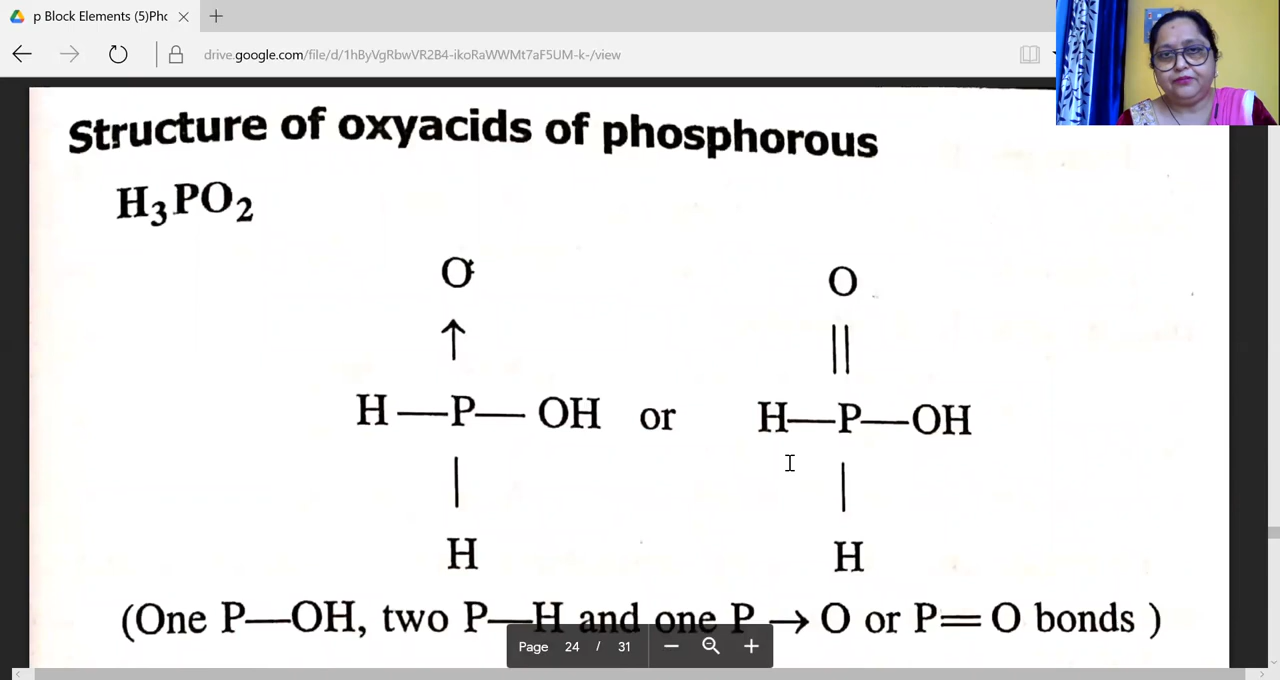 p Block Elements (5)Pho
drive.google.com/file/d/1hByVgRbwVR2B4-ikoRaWWMt7aF5UM-k-/view
Structure of oxyacids of phosphorous
H3PO2
O O
↑ ||
H—P—OH or H—P—OH
| |
H H
(One P—OH, two P—H and one P → O or P=O bonds )
Page 24 / 31